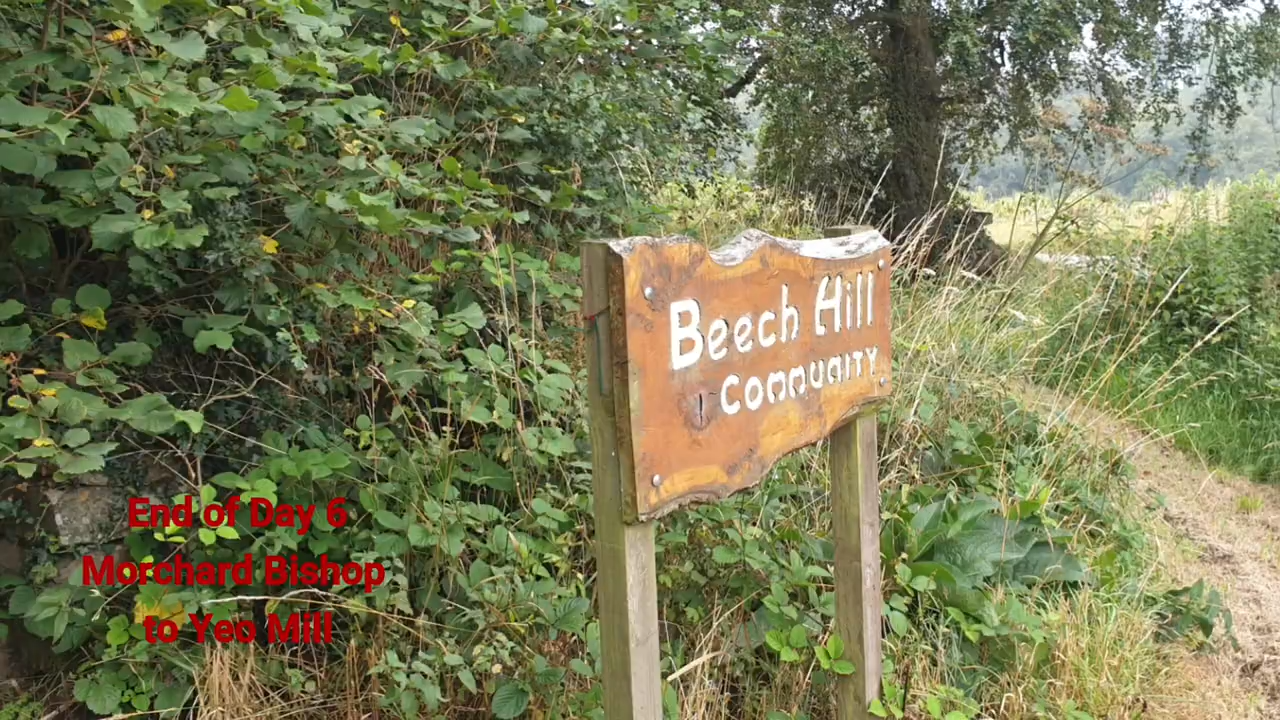 Beech Hill
COMMUNITY
End of Day 6
Morchard Bishop
to Yeo Mill